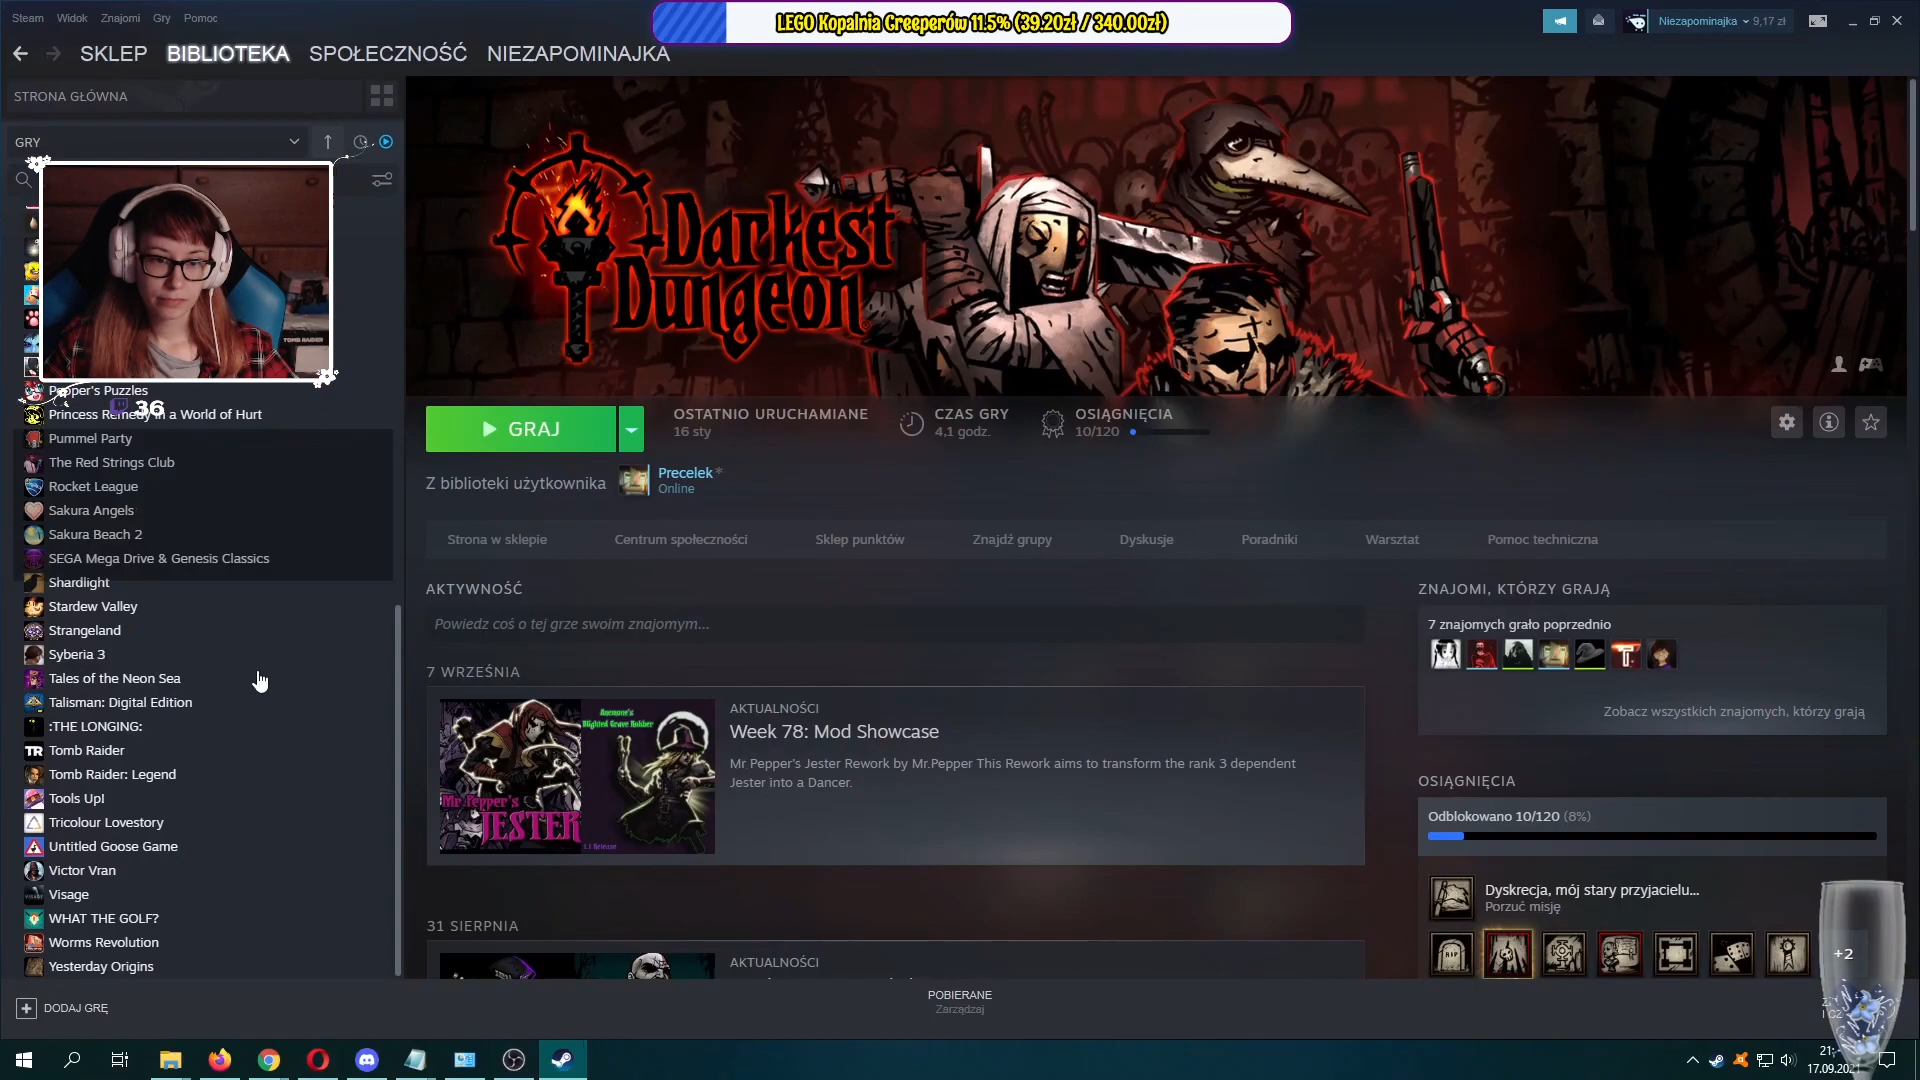 Steam Widok Znajomi Gry Pomoc
LEGO Kopalnia Creeperów 11.5% (39.20zł / 340.00zł)
Niezapominajka 9,17 zł
SKLEP BIBLIOTEKA SPOŁECZNOŚĆ NIEZAPOMINAJKA
STRONA GŁÓWNA
GRY
TOMB RAIDER
36
Pepper's Puzzles
Princess Remedy in a World of Hurt
Pummel Party
The Red Strings Club
Rocket League
Sakura Angels
Sakura Beach 2
SEGA Mega Drive & Genesis Classics
Shardlight
Stardew Valley
Strangeland
Syberia 3
Tales of the Neon Sea
Talisman: Digital Edition
:THE LONGING:
TR Tomb Raider
Tomb Raider: Legend
Tools Up!
Tricolour Lovestory
Untitled Goose Game
Victor Vran
Visage
WHAT THE GOLF?
Worms Revolution
Yesterday Origins
DODAJ GRĘ
Darkest
Dungeon
GRAJ
OSTATNIO URUCHAMIANE
16 sty
CZAS GRY
4,1 godz.
OSIĄGNIĘCIA
10/120
Z biblioteki użytkownika
Precelek *
Online
Strona w sklepie Centrum społeczności Sklep punktów Znajdź grupy Dyskusje Poradniki Warsztat Pomoc techniczna
AKTYWNOŚĆ
Powiedz coś o tej grze swoim znajomym...
7 WRZEŚNIA
Mr Pepper's
JESTER
Anemone's
Blighted Grave Robber
AKTUALNOŚCI
Week 78: Mod Showcase
Mr Pepper's Jester Rework by Mr.Pepper This Rework aims to transform the rank 3 dependent
Jester into a Dancer.
31 SIERPNIA
AKTUALNOŚCI
ZNAJOMI, KTÓRZY GRAJĄ
7 znajomych grało poprzednio
Zobacz wszystkich znajomych, którzy grają
OSIĄGNIĘCIA
Odblokowano 10/120 (8%)
Dyskrecja, mój stary przyjacielu...
Porzuć misję
RIP
+2
POBIERANE
Zarządzaj
21:
17.09.202